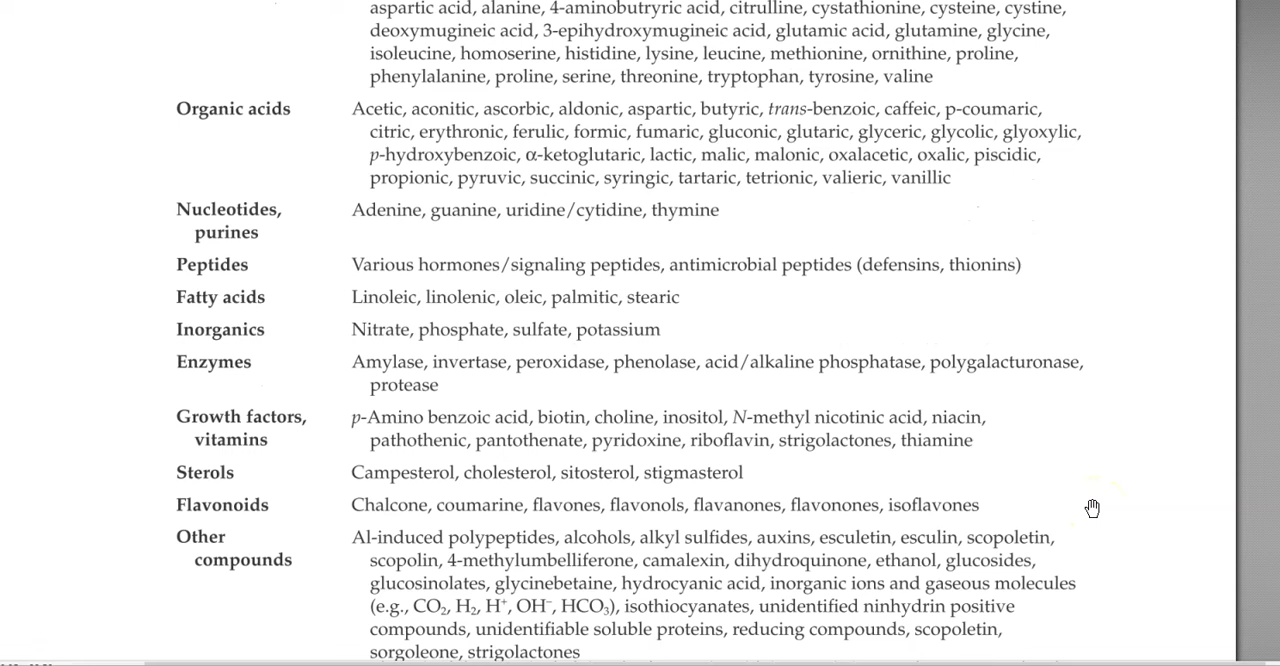 aspartic acid, alanine, 4-aminobutryric acid, citrulline, cystathionine, cysteine, cystine,
deoxymugineic acid, 3-epihydroxymugineic acid, glutamic acid, glutamine, glycine,
isoleucine, homoserine, histidine, lysine, leucine, methionine, ornithine, proline,
phenylalanine, proline, serine, threonine, tryptophan, tyrosine, valine
Organic acids Acetic, aconitic, ascorbic, aldonic, aspartic, butyric, trans-benzoic, caffeic, p-coumaric,
citric, erythronic, ferulic, formic, fumaric, gluconic, glutaric, glyceric, glycolic, glyoxylic,
p-hydroxybenzoic, α-ketoglutaric, lactic, malic, malonic, oxalacetic, oxalic, piscidic,
propionic, pyruvic, succinic, syringic, tartaric, tetrionic, valieric, vanillic
Nucleotides, Adenine, guanine, uridine/cytidine, thymine
purines
Peptides Various hormones/signaling peptides, antimicrobial peptides (defensins, thionins)
Fatty acids Linoleic, linolenic, oleic, palmitic, stearic
Inorganics Nitrate, phosphate, sulfate, potassium
Enzymes Amylase, invertase, peroxidase, phenolase, acid/alkaline phosphatase, polygalacturonase,
protease
Growth factors, p-Amino benzoic acid, biotin, choline, inositol, N-methyl nicotinic acid, niacin,
vitamins pathothenic, pantothenate, pyridoxine, riboflavin, strigolactones, thiamine
Sterols Campesterol, cholesterol, sitosterol, stigmasterol
Flavonoids Chalcone, coumarine, flavones, flavonols, flavanones, flavonones, isoflavones
Other Al-induced polypeptides, alcohols, alkyl sulfides, auxins, esculetin, esculin, scopoletin,
compounds scopolin, 4-methylumbelliferone, camalexin, dihydroquinone, ethanol, glucosides,
glucosinolates, glycinebetaine, hydrocyanic acid, inorganic ions and gaseous molecules
(e.g., CO₂, H₂, H⁺, OH⁻, HCO₃), isothiocyanates, unidentified ninhydrin positive
compounds, unidentifiable soluble proteins, reducing compounds, scopoletin,
sorgoleone, strigolactones